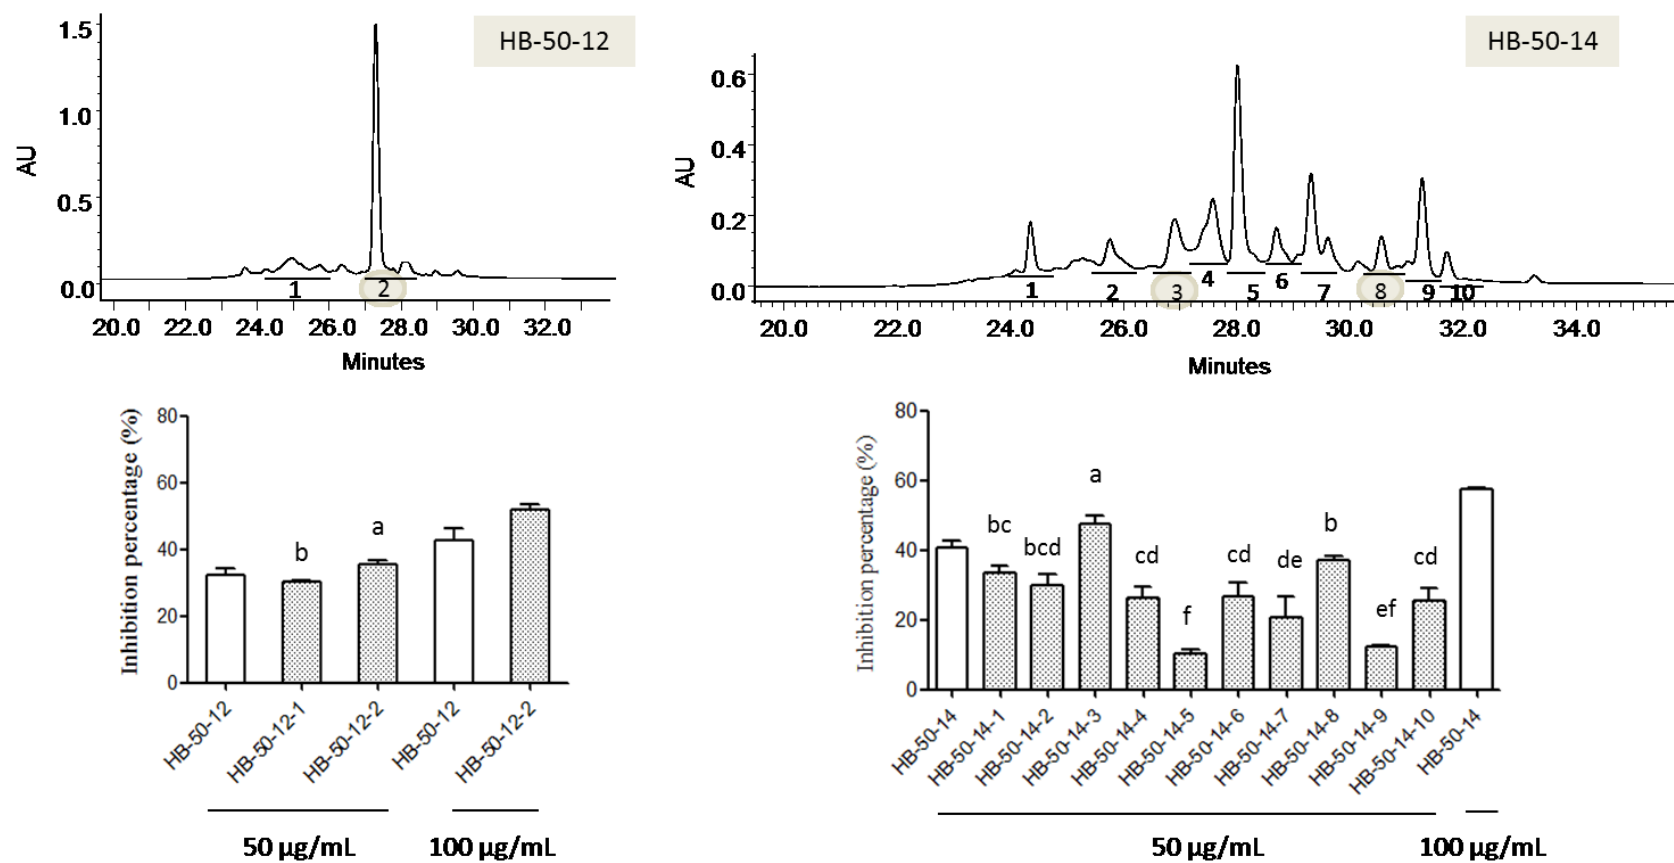 HB-50-12
AU
1.5
1.0
0.5
0.0
1
2
20.0 22.0 24.0 26.0 28.0 30.0 32.0
Minutes
HB-50-14
AU
0.6
0.4
0.2
0.0
1 2 3 4 5 6 7 8 9 10
20.0 22.0 24.0 26.0 28.0 30.0 32.0 34.0
Minutes
Inhibition percentage (%)
80
60
40
20
0
b
a
HB-50-12
HB-50-12-1
HB-50-12-2
HB-50-12
HB-50-12-2
50 µg/mL
100 µg/mL
Inhibition percentage (%)
80
60
40
20
0
bc
bcd
a
cd
f
cd
de
b
ef
cd
HB-50-14
HB-50-14-1
HB-50-14-2
HB-50-14-3
HB-50-14-4
HB-50-14-5
HB-50-14-6
HB-50-14-7
HB-50-14-8
HB-50-14-9
HB-50-14-10
HB-50-14
50 µg/mL
100 µg/mL